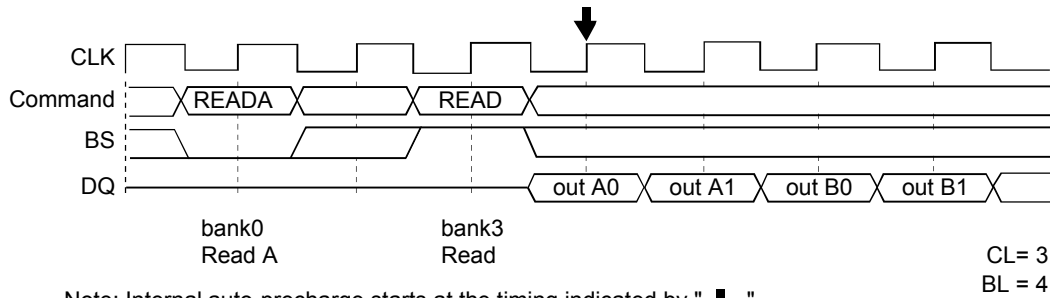 CLK
Command READA READ
BS
DQ out A0 out A1 out B0 out B1
bank0 bank3
Read A Read
CL= 3
BL = 4
Note: Internal auto-precharge starts at the timing indicated by " ".